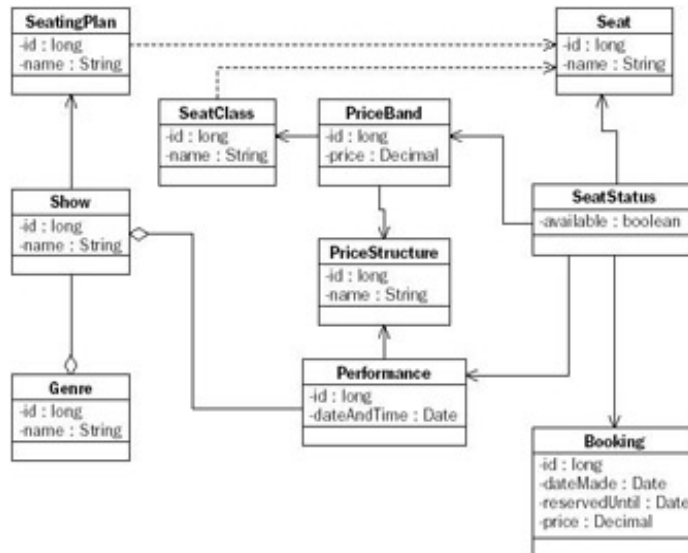 SeatingPlan
-id : long
-name : String
Seat
-id : long
-name : String
SeatClass
-id : long
-name : String
PriceBand
-id : long
-price : Decimal
Show
-id : long
-name : String
SeatStatus
-available : boolean
PriceStructure
-id : long
-name : String
Genre
-id : long
-name : String
Performance
-id : long
-dateAndTime : Date
Booking
-id : long
-dateMade : Date
-reservedUntil : Date
-price : Decimal